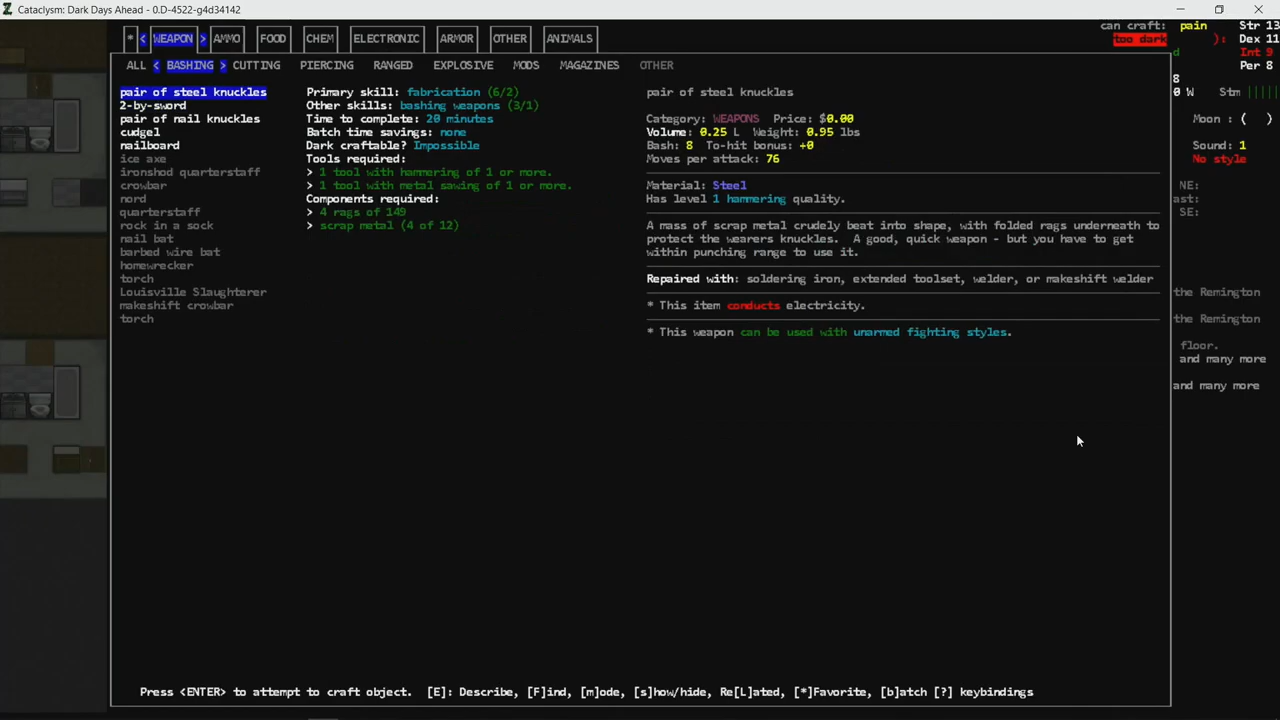 Cataclysm: Dark Days Ahead - 0.D-4522-g4d34142
can craft: pain Str 13
* < WEAPON > AMMO FOOD CHEM ELECTRONIC ARMOR OTHER ANIMALS too dark ): Dex 11
d Int 9
ALL < BASHING > CUTTING PIERCING RANGED EXPLOSIVE MODS MAGAZINES OTHER Per 8
8
pair of steel knuckles Primary skill: fabrication (6/2) pair of steel knuckles 0 W Stm |||||
2-by-sword Other skills: bashing weapons (3/1)
pair of nail knuckles Time to complete: 20 minutes Category: WEAPONS Price: $0.00 Moon : ( )
cudgel Batch time savings: none Volume: 0.25 L Weight: 0.95 lbs
nailboard Dark craftable? Impossible Bash: 8 To-hit bonus: +0 Sound: 1
ice axe Tools required: Moves per attack: 76 No style
ironshod quarterstaff > 1 tool with hammering of 1 or more.
crowbar > 1 tool with metal sawing of 1 or more. Material: Steel NE:
nord Components required: Has level 1 hammering quality. ast:
quarterstaff > 4 rags of 149 SE:
rock in a sock > scrap metal (4 of 12) A mass of scrap metal crudely beat into shape, with folded rags underneath to
nail bat protect the wearers knuckles. A good, quick weapon - but you have to get
barbed wire bat within punching range to use it.
homewrecker
torch Repaired with: soldering iron, extended toolset, welder, or makeshift welder
Louisville Slaughterer the Remington
makeshift crowbar * This item conducts electricity.
torch the Remington
* This weapon can be used with unarmed fighting styles.
floor.
and many more
and many more
Press <ENTER> to attempt to craft object. [E]: Describe, [F]ind, [m]ode, [s]how/hide, Re[L]ated, [*]Favorite, [b]atch [?] keybindings